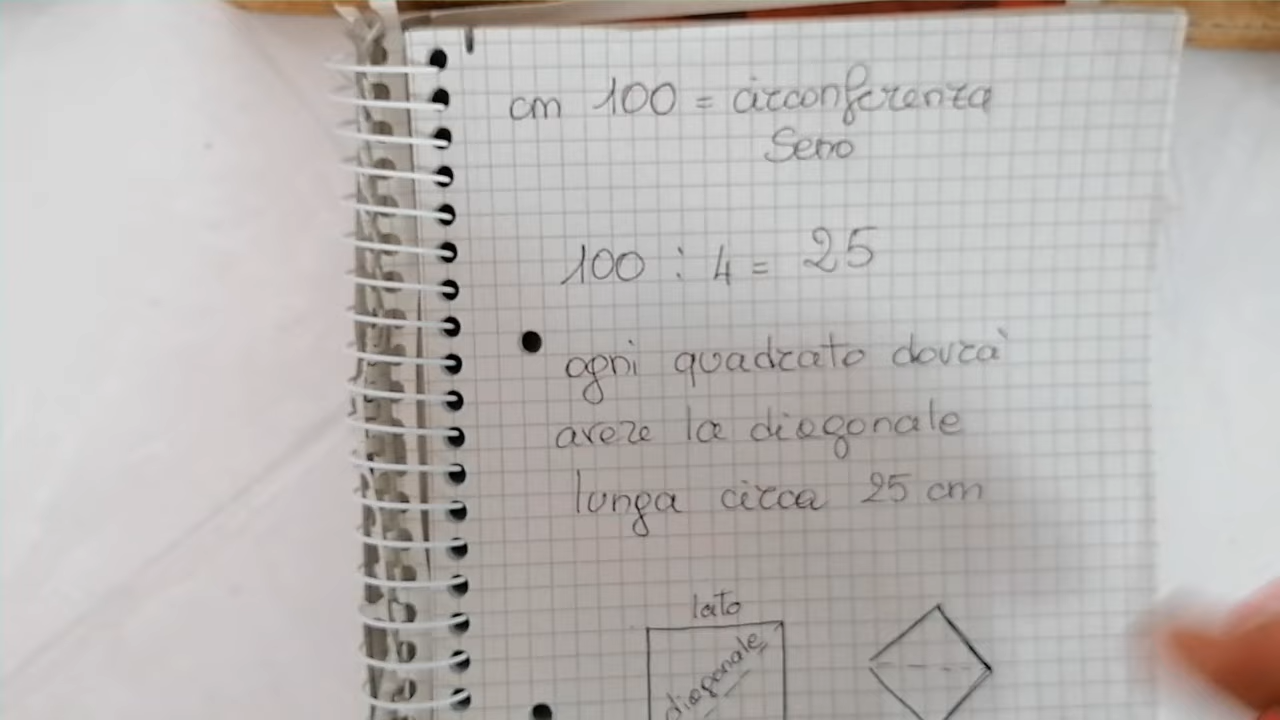 cm 100 = circonferenza
Seno
100 : 4 = 25
ogni quadrato dovrà
avere la diagonale
lunga circa 25 cm
lato
diagonale